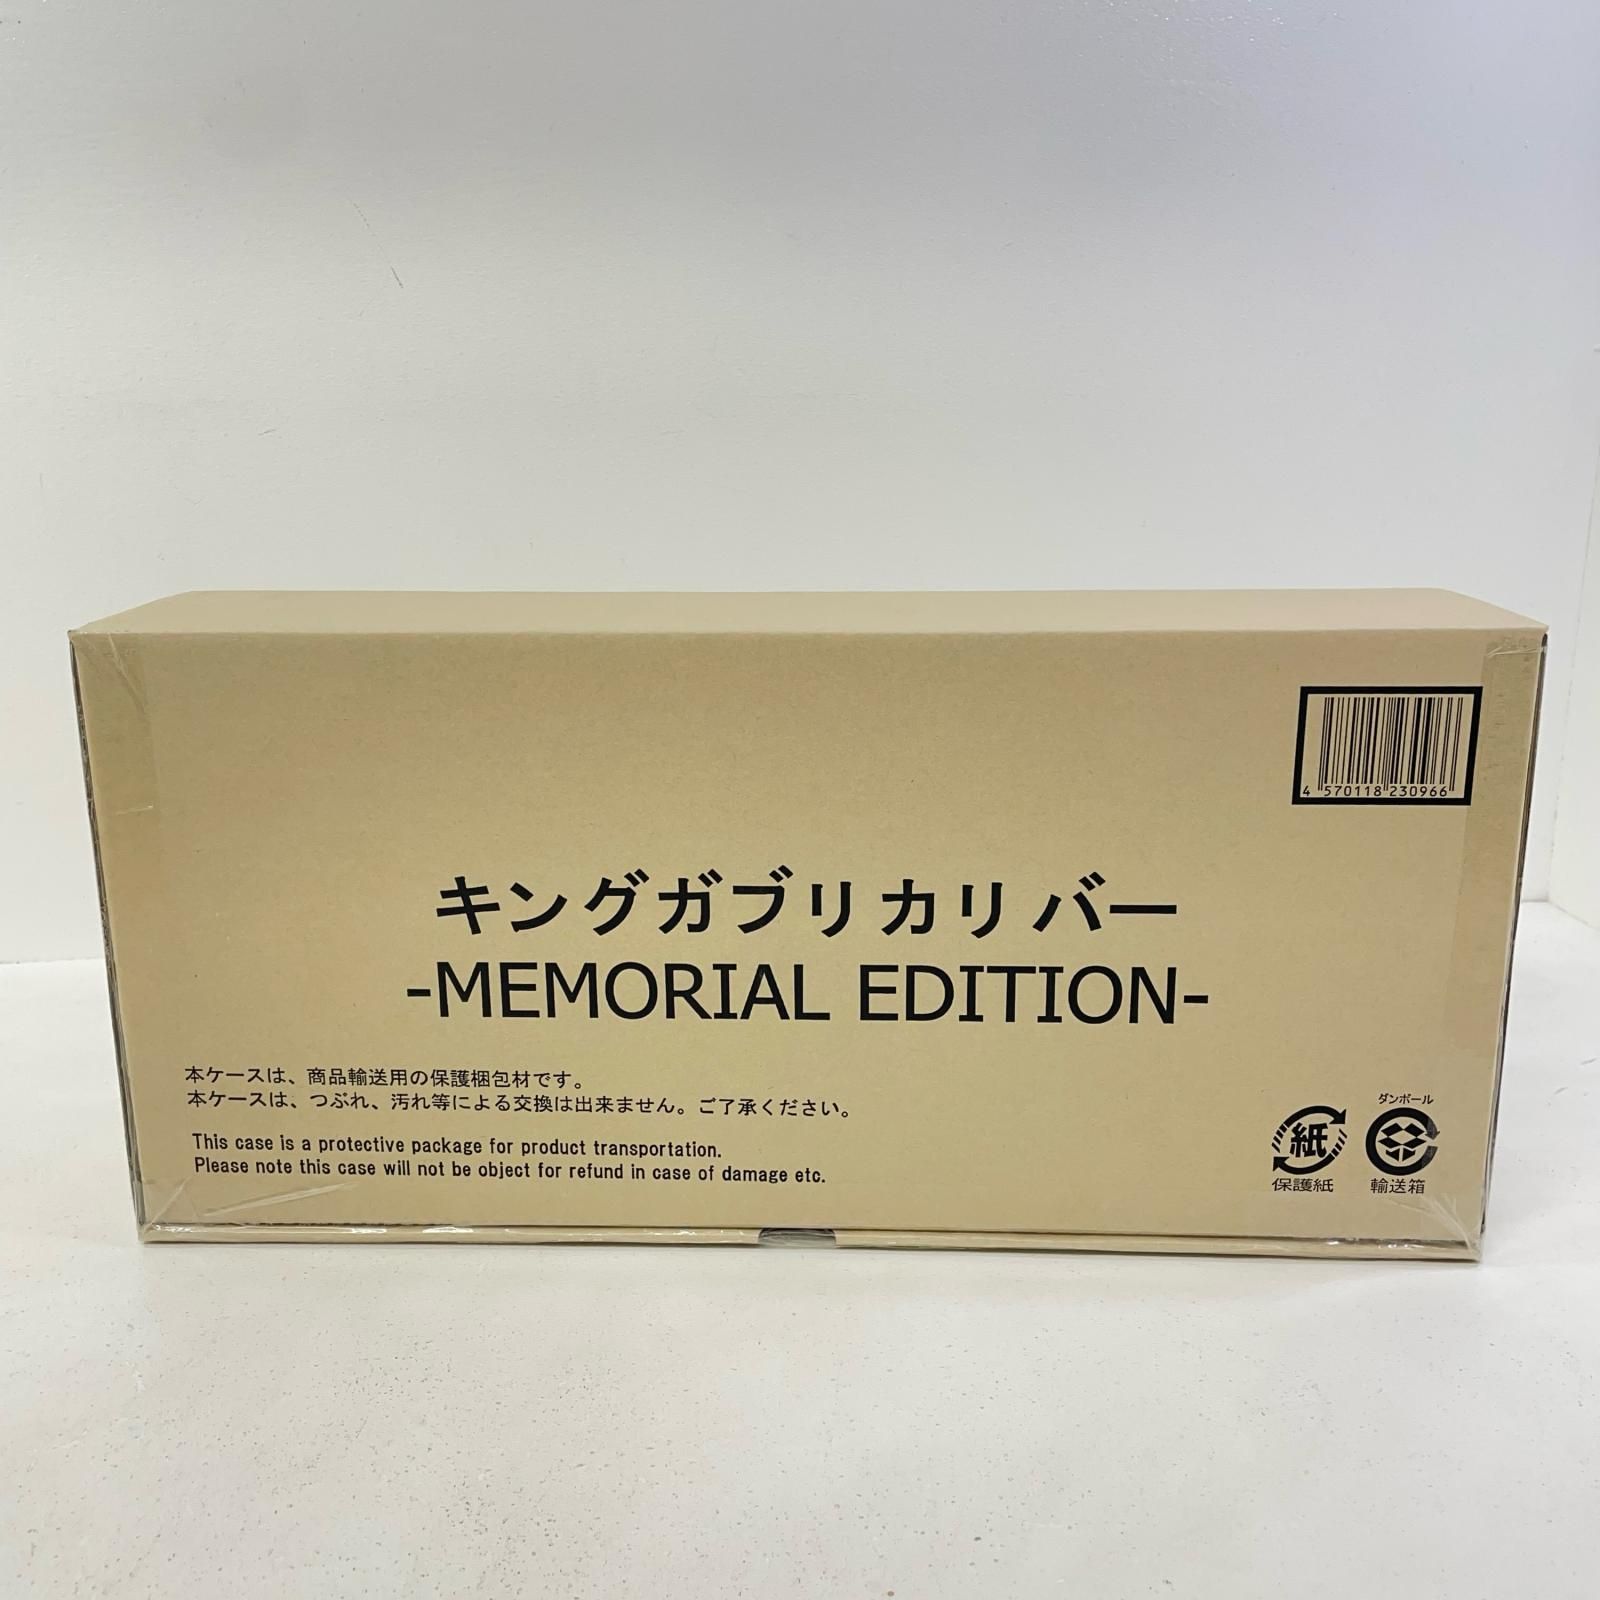 4 570118 230966
キングガブリカリバー
-MEMORIAL EDITION-
本ケースは、商品輸送用の保護梱包材です。
本ケースは、つぶれ、汚れ等による交換は出来ません。ご了承ください。
This case is a protective package for product transportation.
Please note this case will not be object for refund in case of damage etc.
紙
保護紙
ダンボール
輸送箱